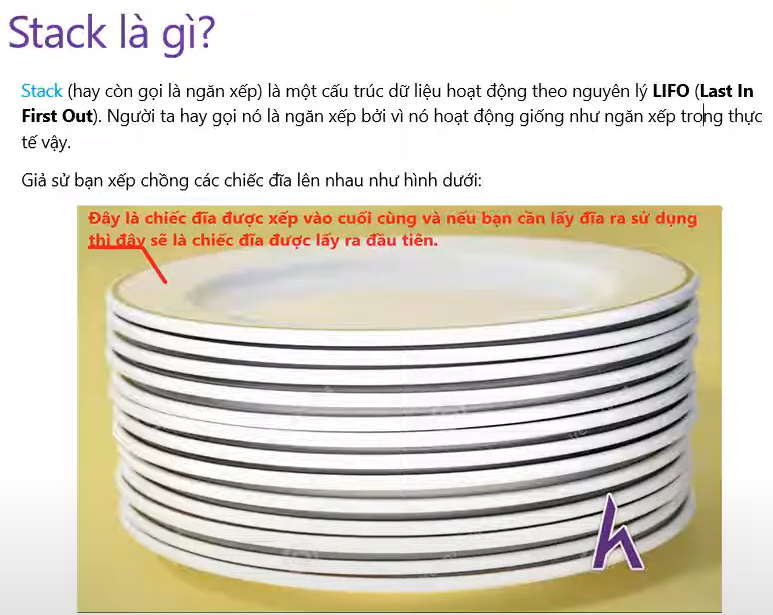 Stack là gì?
Stack (hay còn gọi là ngăn xếp) là một cấu trúc dữ liệu hoạt động theo nguyên lý LIFO (Last In
First Out). Người ta hay gọi nó là ngăn xếp bởi vì nó hoạt động giống như ngăn xếp trong thực
tế vậy.
Giả sử bạn xếp chồng các chiếc đĩa lên nhau như hình dưới:
Đây là chiếc đĩa được xếp vào cuối cùng và nếu bạn cần lấy đĩa ra sử dụng
thì đây sẽ là chiếc đĩa được lấy ra đầu tiên.